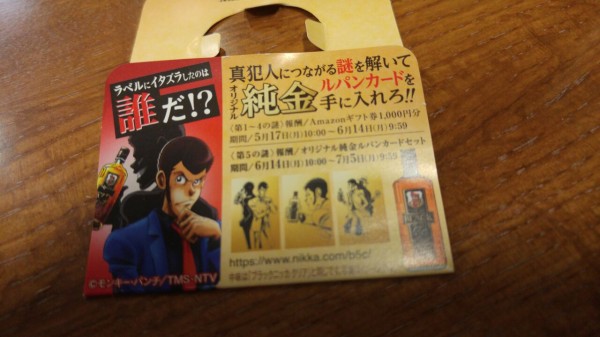 ラベルにイタズラしたのは
誰だ!?
真犯人につながる謎を解いて
オリジナル純金ルパンカードを
手に入れろ!!
〈第1〜4の謎〉報酬/Amazonギフト券1,000円分
期間/5月17日(月)10:00〜6月14日(月)9:59
〈第5の謎〉報酬/オリジナル純金ルパンカードセット
期間/6月14日(月)10:00〜7月5日(月)9:59
https://www.nikka.com/b5c/
©モンキー・パンチ/TMS・NTV